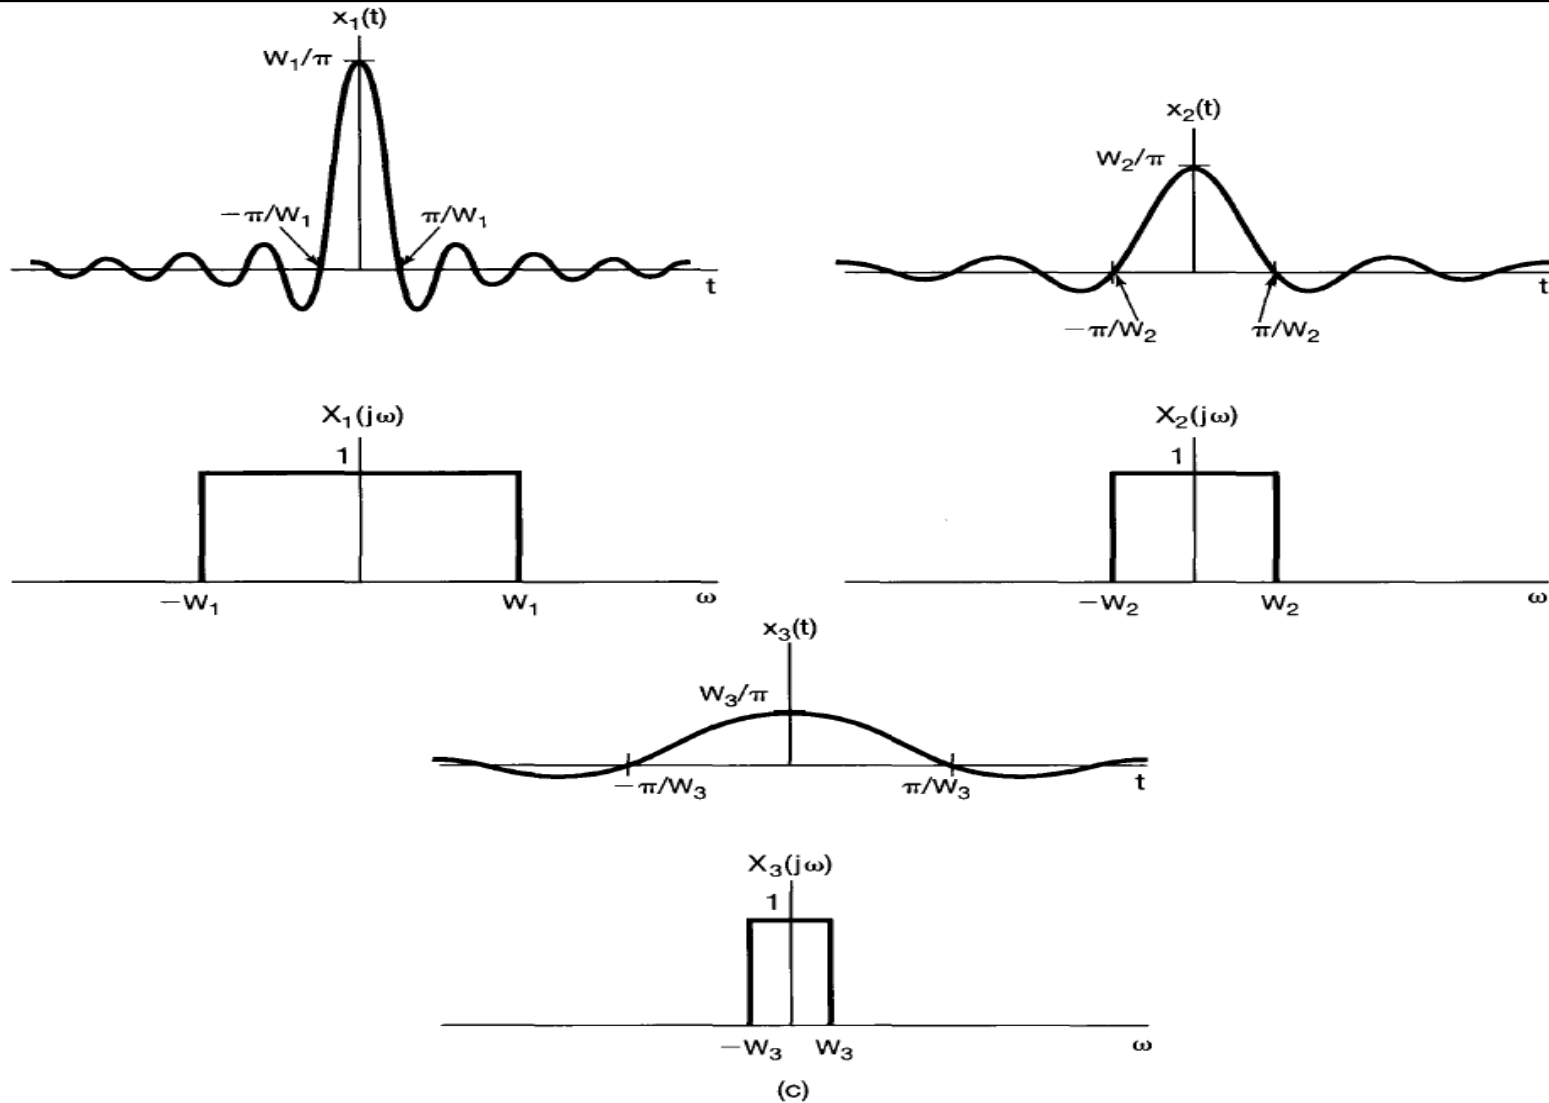 x₁(t)
W₁/π
−π/W₁
π/W₁
t
x₂(t)
W₂/π
−π/W₂
π/W₂
t
X₁(jω)
1
−W₁
W₁
ω
X₂(jω)
1
−W₂
W₂
ω
x₃(t)
W₃/π
−π/W₃
π/W₃
t
X₃(jω)
1
−W₃
W₃
ω
(c)